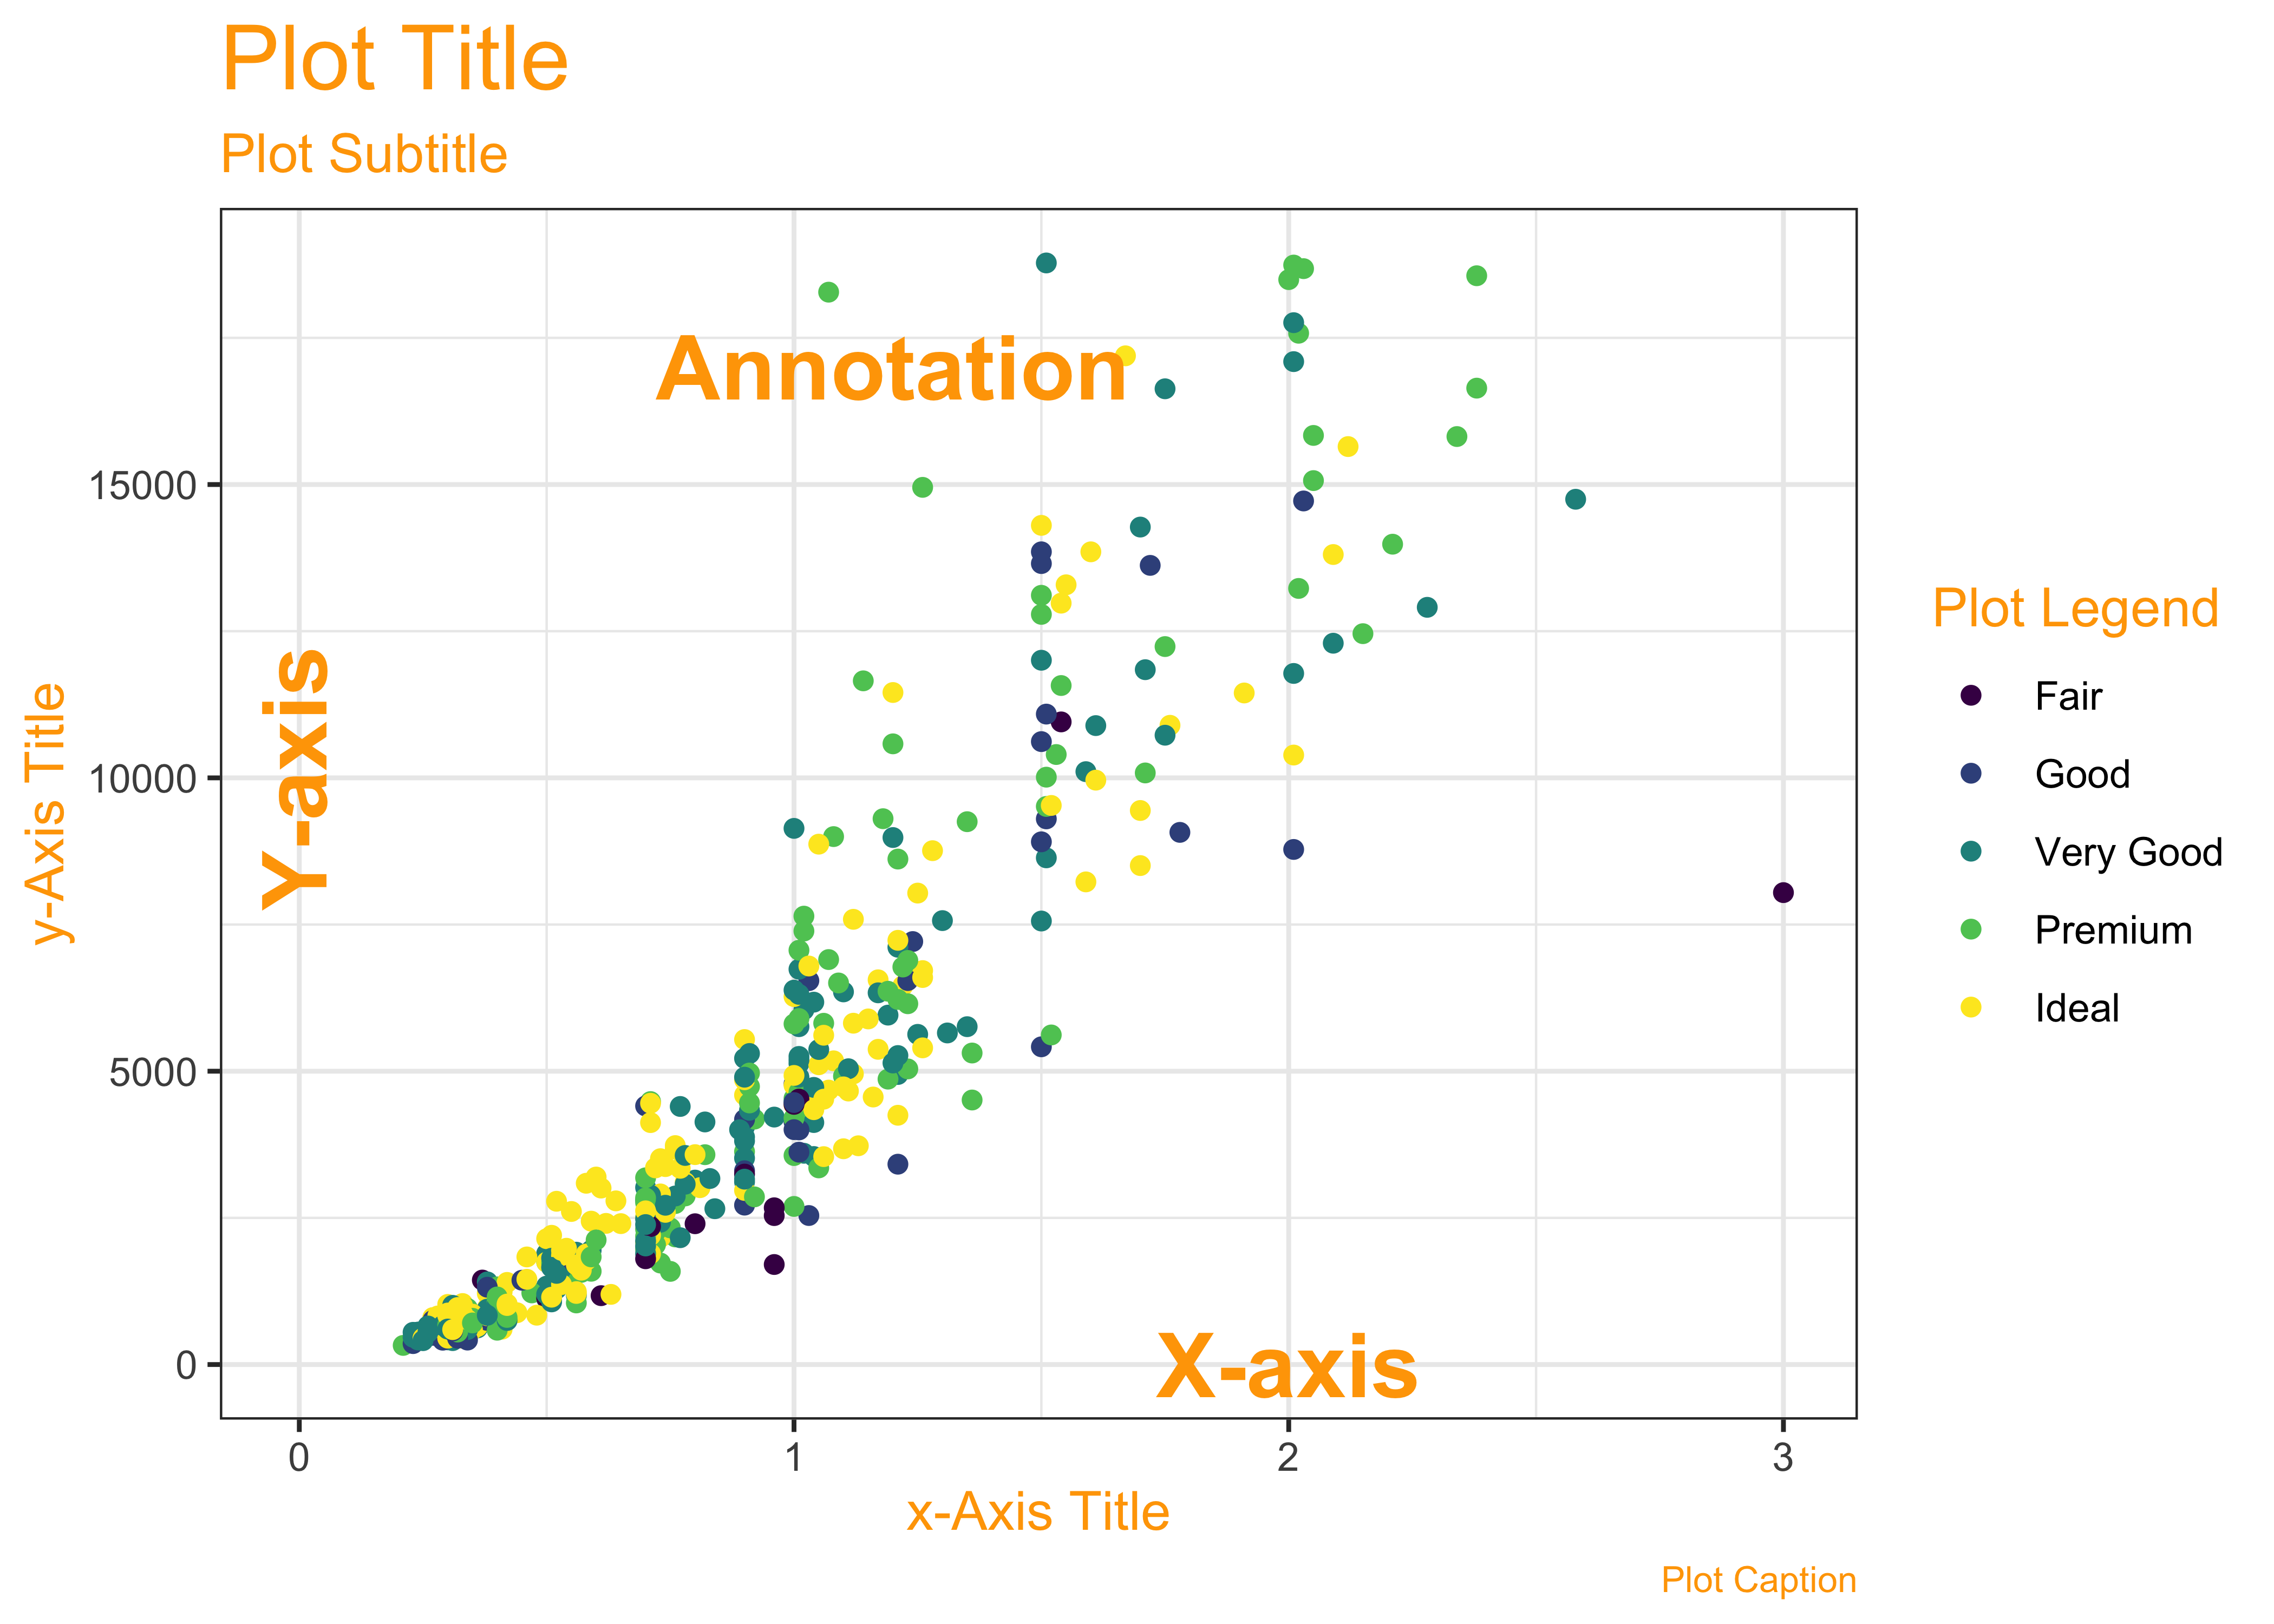 Plot Title
Plot Subtitle
Annotation
Y-axis
X-axis
y-Axis Title
15000
10000
5000
0
0
1
2
3
x-Axis Title
Plot Legend
Fair
Good
Very Good
Premium
Ideal
Plot Caption